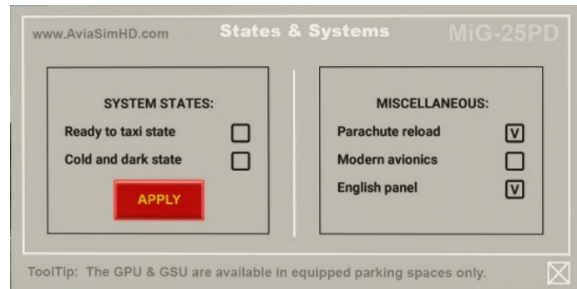 www.AviaSimHD.com States & Systems MiG-25PD
SYSTEM STATES:
Ready to taxi state
Cold and dark state
APPLY
MISCELLANEOUS:
Parachute reload V
Modern avionics
English panel V
ToolTip: The GPU & GSU are available in equipped parking spaces only.